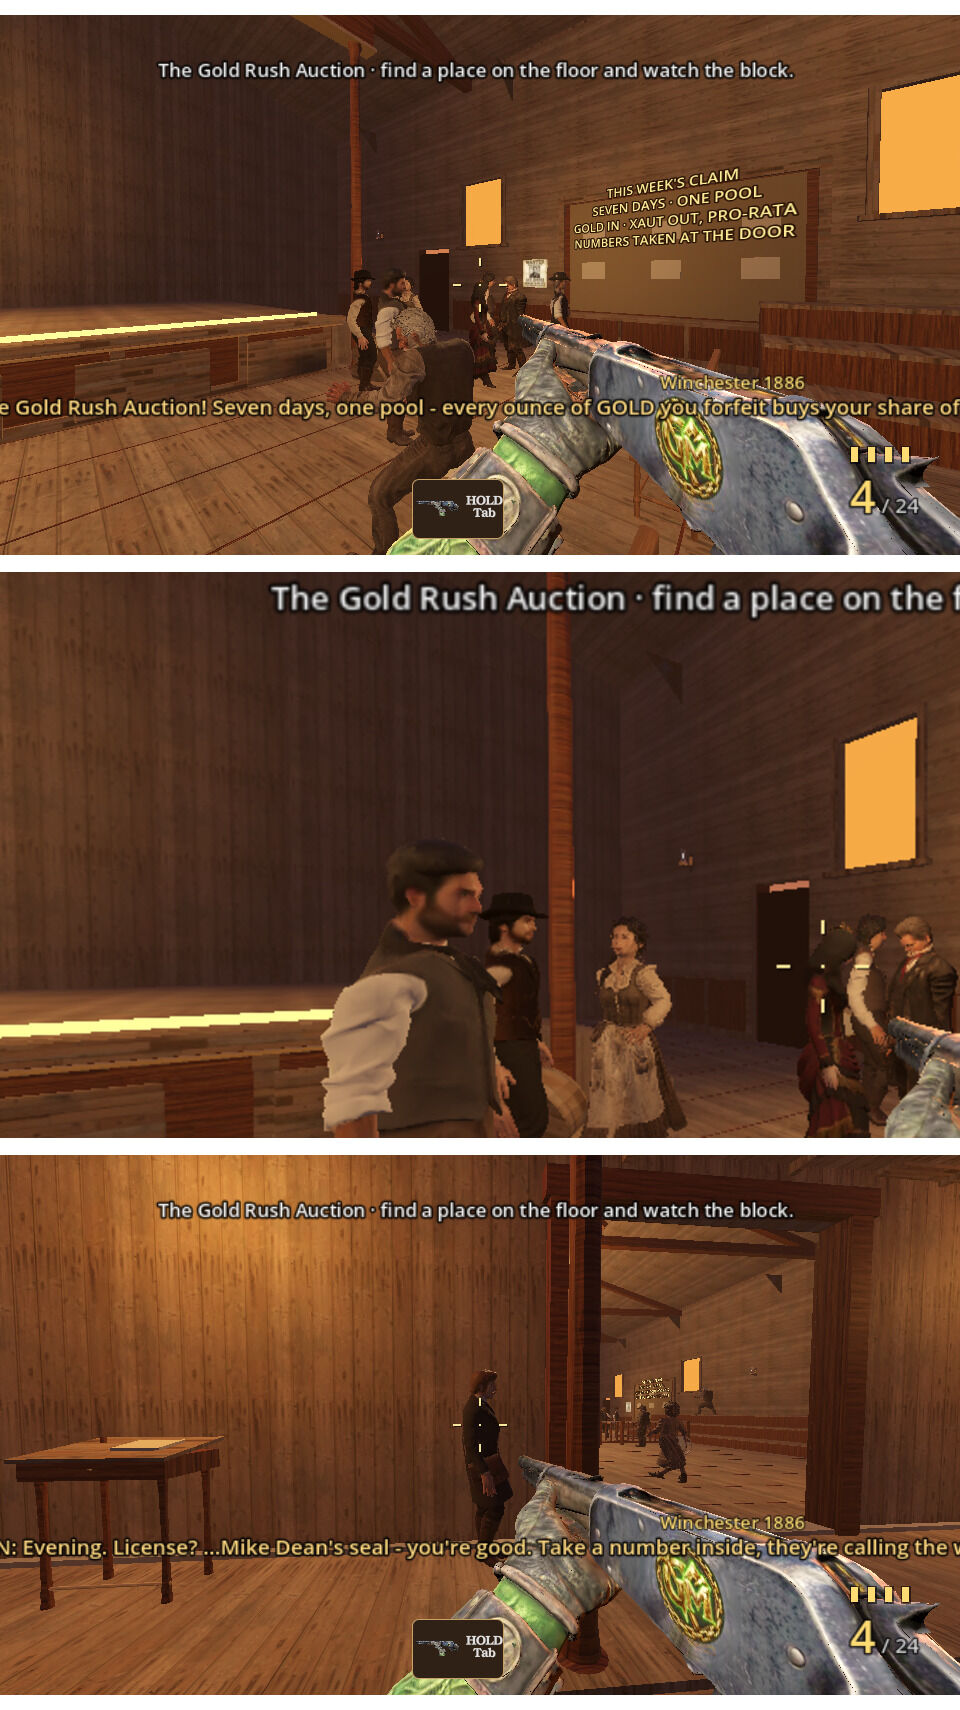 The Gold Rush Auction · find a place on the floor and watch the block.
THIS WEEK'S CLAIM
SEVEN DAYS · ONE POOL
GOLD IN · XAUT OUT, PRO-RATA
NUMBERS TAKEN AT THE DOOR
Winchester 1886
e Gold Rush Auction! Seven days, one pool - every ounce of GOLD you forfeit buys your share of
4 / 24
HOLD
Tab
The Gold Rush Auction · find a place on the f
The Gold Rush Auction · find a place on the floor and watch the block.
Winchester 1886
N: Evening. License? ...Mike Dean's seal - you're good. Take a number inside, they're calling the w
4 / 24
HOLD
Tab